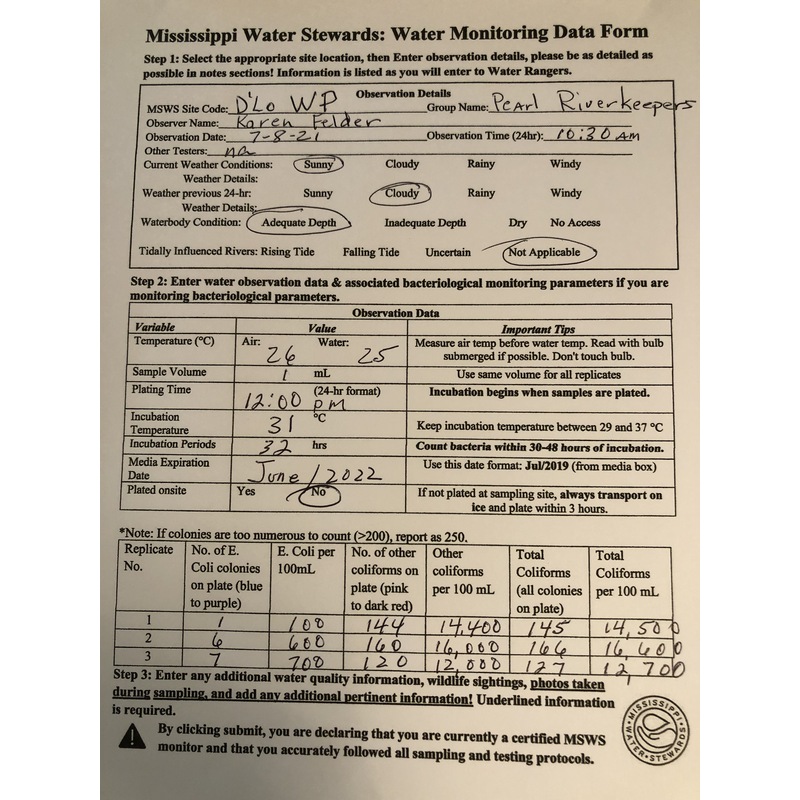 Mississippi Water Stewards: Water Monitoring Data Form
Step 1: Select the appropriate site location, then Enter observation details, please be as detailed as
possible in notes sections! Information is listed as you will enter to Water Rangers.
Observation Details
MSWS Site Code: D'Lo WP Group Name: Pearl Riverkeepers
Observer Name: Karen Felder
Observation Date: 7-8-21 Observation Time (24hr): 10:30 AM
Other Testers: na
Current Weather Conditions: Sunny Cloudy Rainy Windy
Weather Details:
Weather previous 24-hr: Sunny Cloudy Rainy Windy
Weather Details:
Waterbody Condition: Adequate Depth Inadequate Depth Dry No Access
Tidally Influenced Rivers: Rising Tide Falling Tide Uncertain Not Applicable
Step 2: Enter water observation data & associated bacteriological monitoring parameters if you are
monitoring bacteriological parameters.
Observation Data
Variable Value Important Tips
Temperature (°C) Air: 26 Water: 25 Measure air temp before water temp. Read with bulb
submerged if possible. Don't touch bulb.
Sample Volume 1 mL Use same volume for all replicates
Plating Time 12:00 pm (24-hr format) Incubation begins when samples are plated.
Incubation
Temperature 31 °C Keep incubation temperature between 29 and 37 °C
Incubation Periods 32 hrs Count bacteria within 30-48 hours of incubation.
Media Expiration
Date June/2022 Use this date format: Jul/2019 (from media box)
Plated onsite Yes No If not plated at sampling site, always transport on
ice and plate within 3 hours.
*Note: If colonies are too numerous to count (>200), report as 250.
Replicate No. of E. E. Coli per No. of other Other Total Total
No. Coli colonies 100mL coliforms on coliforms Coliforms Coliforms
on plate (blue plate (pink per 100 mL (all colonies per 100 mL
to purple) to dark red) on plate)
1 1 100 144 14,400 145 14,500
2 6 600 160 16,000 166 16,600
3 7 700 120 12,000 127 12,700
Step 3: Enter any additional water quality information, wildlife sightings, photos taken
during sampling, and add any additional pertinent information! Underlined information
is required.
By clicking submit, you are declaring that you are currently a certified MSWS
monitor and that you accurately followed all sampling and testing protocols.
MISSISSIPPI
WATER STEWARDS